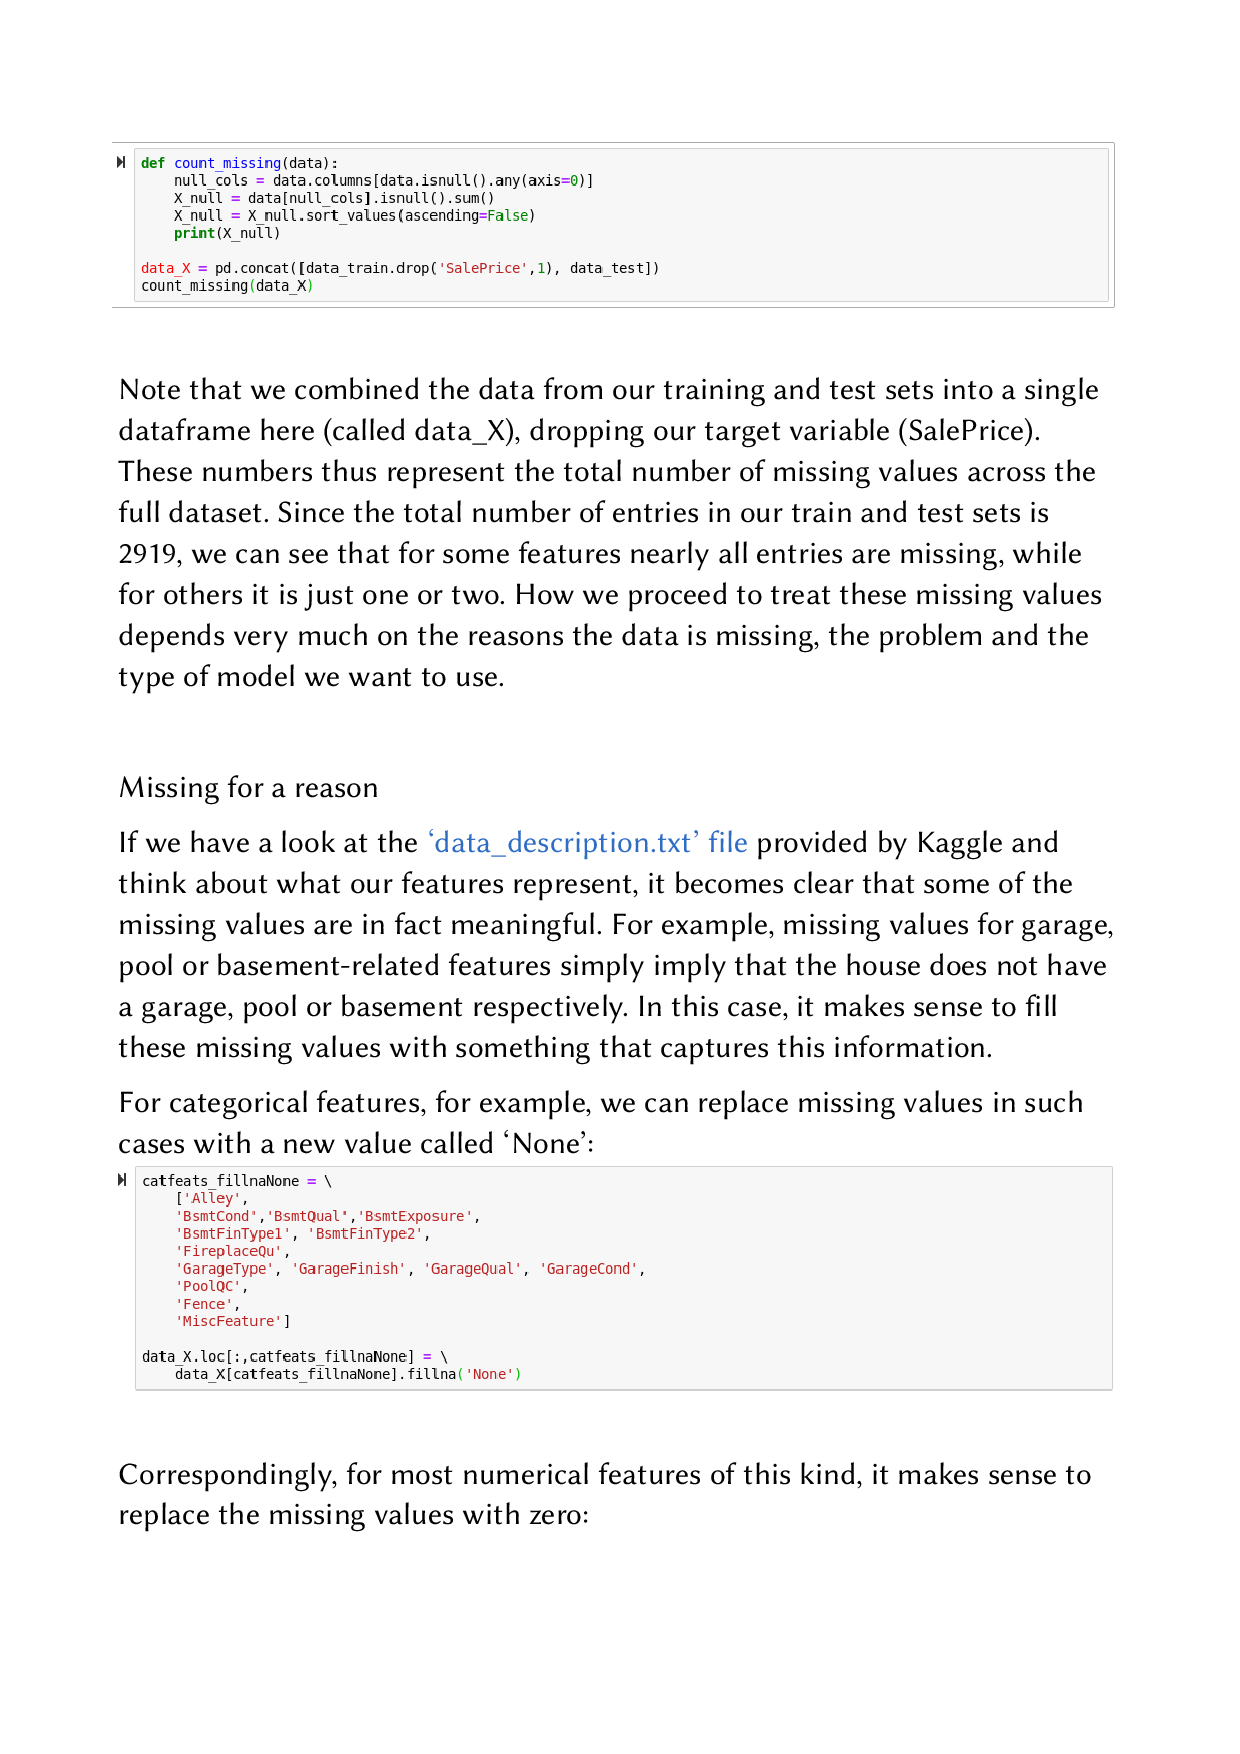 def count_missing(data):
    null_cols = data.columns[data.isnull().any(axis=0)]
    X_null = data[null_cols].isnull().sum()
    X_null = X_null.sort_values(ascending=False)
    print(X_null)
data_X = pd.concat([data_train.drop('SalePrice',1), data_test])
count_missing(data_X)
Note that we combined the data from our training and test sets into a single
dataframe here (called data_X), dropping our target variable (SalePrice).
These numbers thus represent the total number of missing values across the
full dataset. Since the total number of entries in our train and test sets is
2919, we can see that for some features nearly all entries are missing, while
for others it is just one or two. How we proceed to treat these missing values
depends very much on the reasons the data is missing, the problem and the
type of model we want to use.
Missing for a reason
If we have a look at the ‘data_description.txt’ file provided by Kaggle and
think about what our features represent, it becomes clear that some of the
missing values are in fact meaningful. For example, missing values for garage,
pool or basement-related features simply imply that the house does not have
a garage, pool or basement respectively. In this case, it makes sense to fill
these missing values with something that captures this information.
For categorical features, for example, we can replace missing values in such
cases with a new value called ‘None’:
catfeats_fillnaNone = \
    ['Alley',
    'BsmtCond','BsmtQual','BsmtExposure',
    'BsmtFinType1', 'BsmtFinType2',
    'FireplaceQu',
    'GarageType', 'GarageFinish', 'GarageQual', 'GarageCond',
    'PoolQC',
    'Fence',
    'MiscFeature']
data_X.loc[:,catfeats_fillnaNone] = \
    data_X[catfeats_fillnaNone].fillna('None')
Correspondingly, for most numerical features of this kind, it makes sense to
replace the missing values with zero: